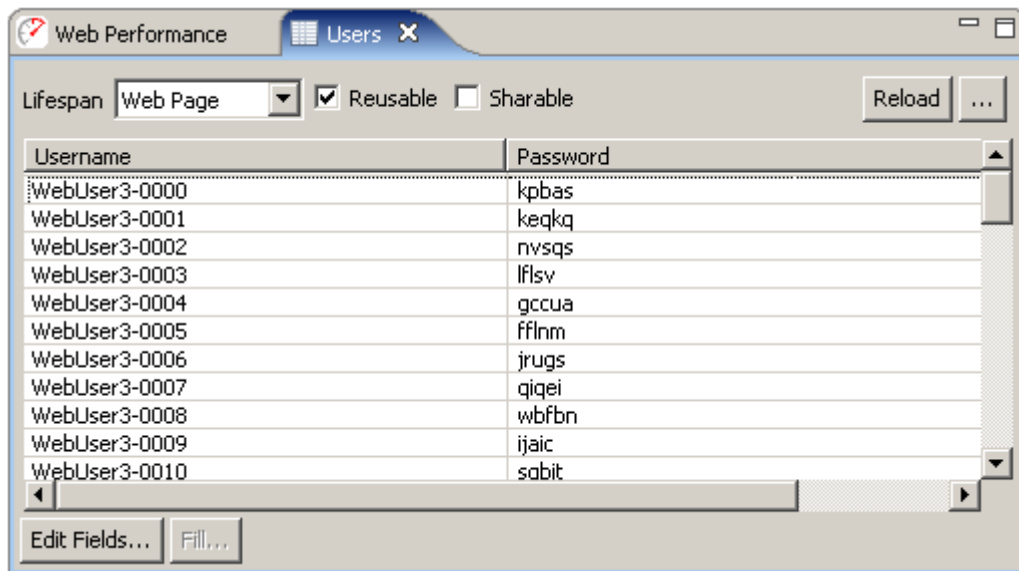 Web Performance Users
Lifespan Web Page Reusable Sharable Reload ...
Username Password
WebUser3-0000 kpbas
WebUser3-0001 keqkq
WebUser3-0002 nvsqs
WebUser3-0003 lflsv
WebUser3-0004 gccua
WebUser3-0005 fflnm
WebUser3-0006 jrugs
WebUser3-0007 qiqei
WebUser3-0008 wbfbn
WebUser3-0009 ijaic
WebUser3-0010 sqbit
Edit Fields... Fill...